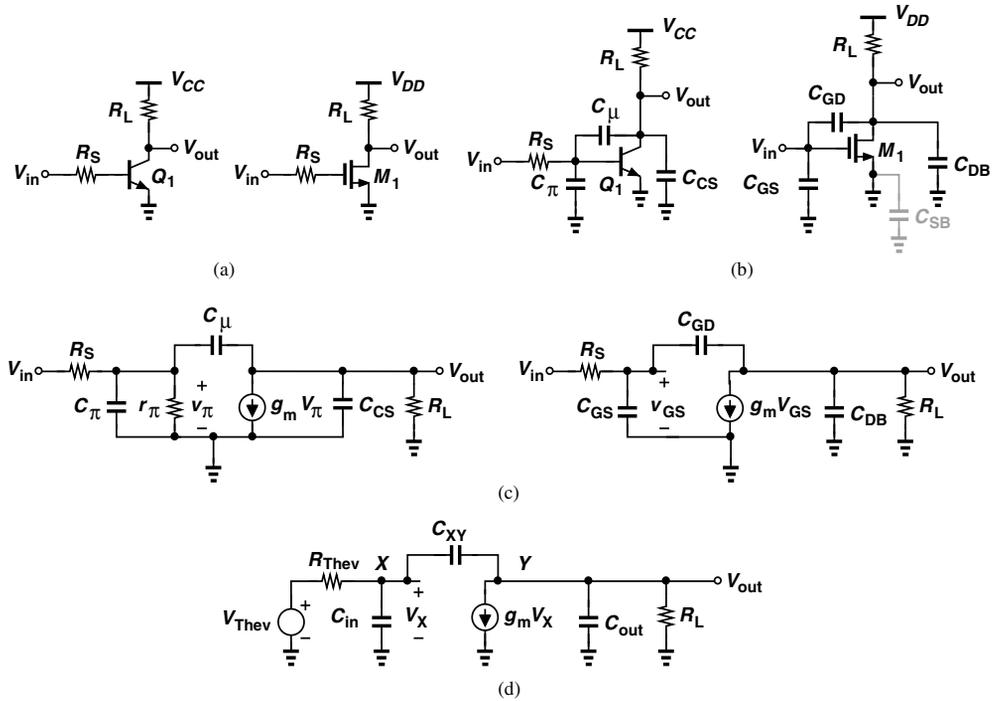 V_CC
R_L
V_out
R_S
V_in
Q_1
V_DD
R_L
V_out
R_S
V_in
M_1
(a)
V_CC
R_L
V_out
C_μ
R_S
V_in
C_π
Q_1
C_CS
V_DD
R_L
V_out
C_GD
V_in
M_1
C_GS
C_DB
C_SB
(b)
C_μ
R_S
V_in
V_out
C_π
r_π
+
v_π
−
g_m V_π
C_CS
R_L
C_GD
R_S
V_in
V_out
C_GS
+
v_GS
−
g_m V_GS
C_DB
R_L
(c)
C_XY
R_Thev
X
Y
V_out
V_Thev
+
−
C_in
+
V_X
−
g_m V_X
C_out
R_L
(d)